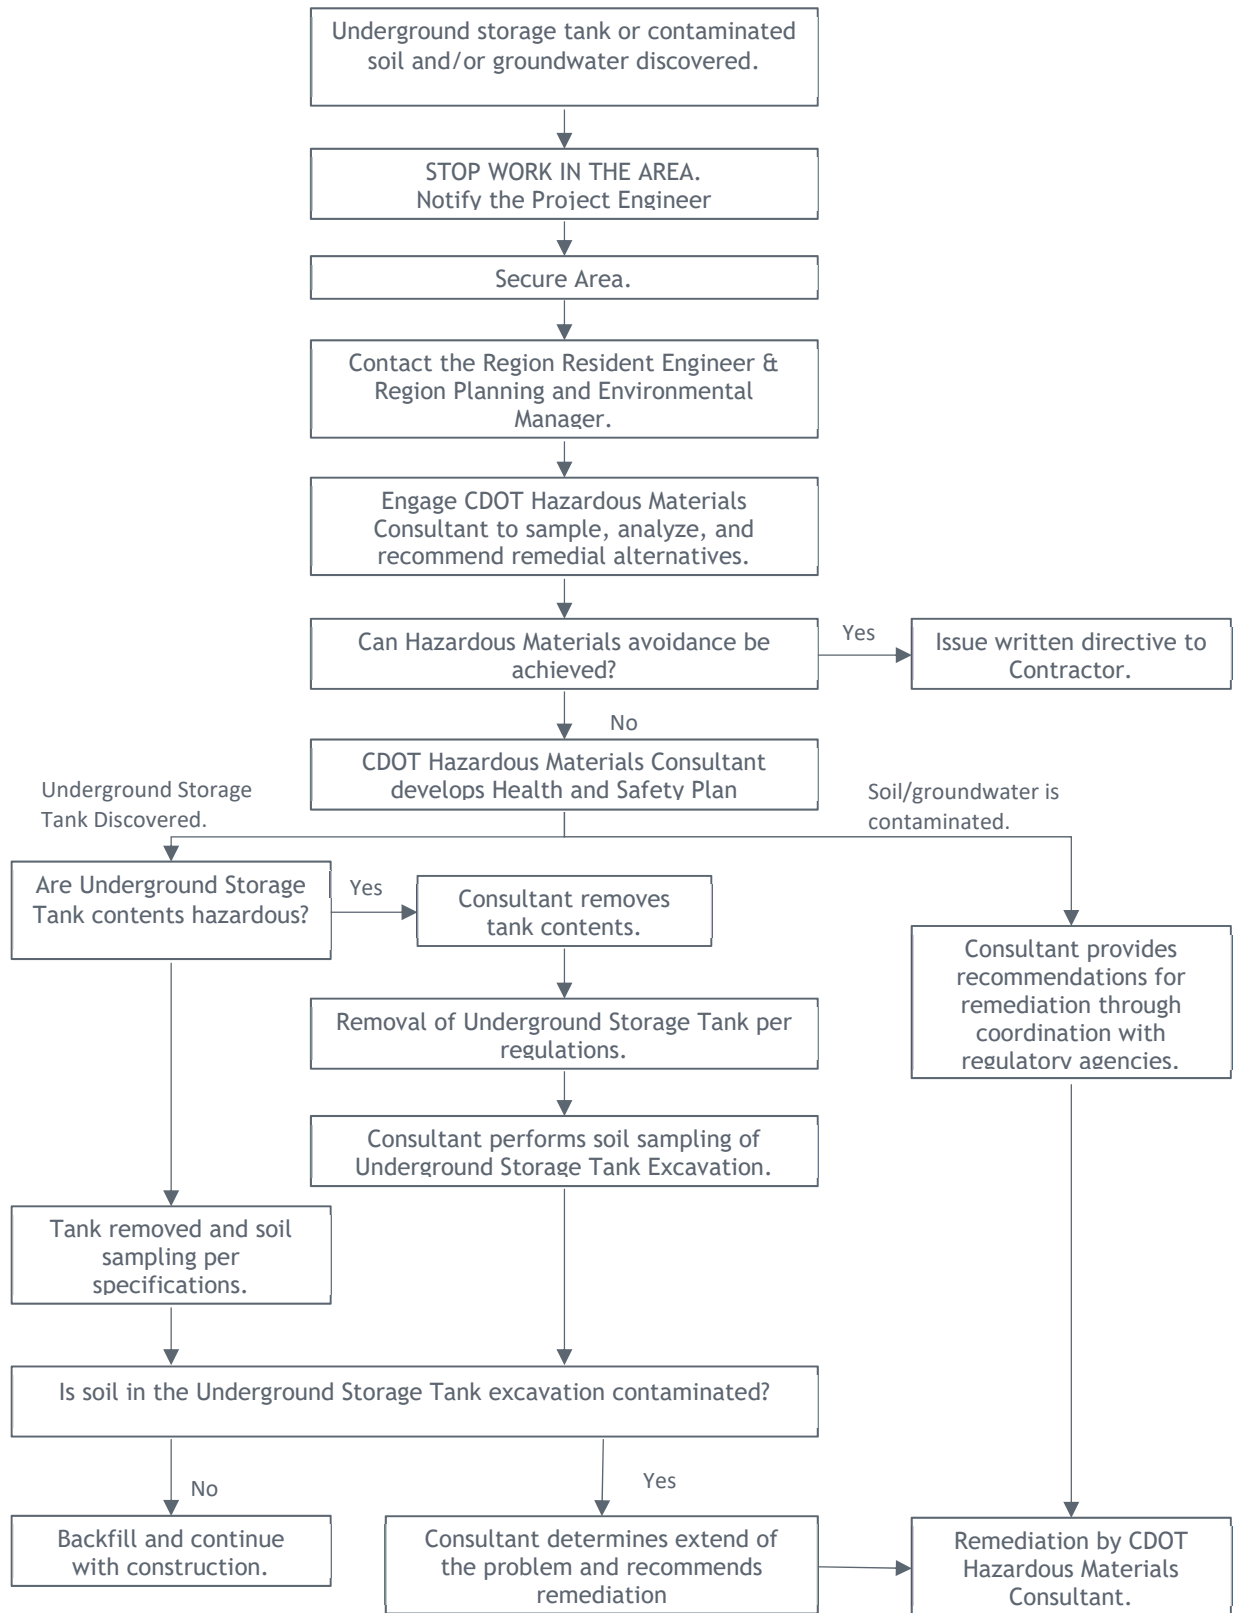 Underground storage tank or contaminated
soil and/or groundwater discovered.
STOP WORK IN THE AREA.
Notify the Project Engineer
Secure Area.
Contact the Region Resident Engineer &
Region Planning and Environmental
Manager.
Engage CDOT Hazardous Materials
Consultant to sample, analyze, and
recommend remedial alternatives.
Can Hazardous Materials avoidance be
achieved?
Yes
Issue written directive to
Contractor.
No
CDOT Hazardous Materials Consultant
develops Health and Safety Plan
Underground Storage
Tank Discovered.
Soil/groundwater is
contaminated.
Are Underground Storage
Tank contents hazardous?
Yes
Consultant removes
tank contents.
Consultant provides
recommendations for
remediation through
coordination with
regulatory agencies.
Removal of Underground Storage Tank per
regulations.
Consultant performs soil sampling of
Underground Storage Tank Excavation.
Tank removed and soil
sampling per
specifications.
Is soil in the Underground Storage Tank excavation contaminated?
No
Yes
Backfill and continue
with construction.
Consultant determines extend of
the problem and recommends
remediation
Remediation by CDOT
Hazardous Materials
Consultant.